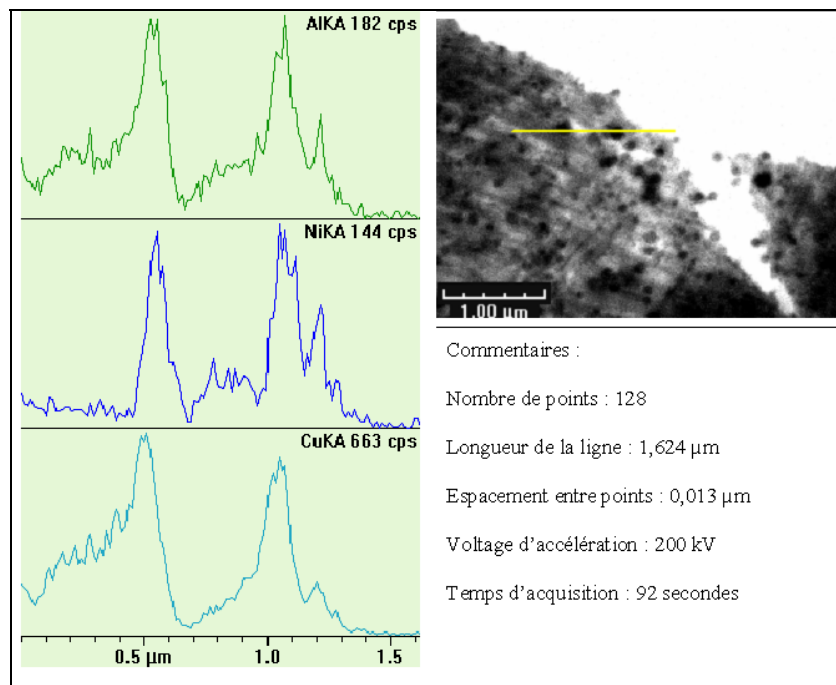 AlKA 182 cps
NiKA 144 cps
CuKA 663 cps
0.5 µm 1.0 1.5
1.00 µm
Commentaires :
Nombre de points : 128
Longueur de la ligne : 1,624 µm
Espacement entre points : 0,013 µm
Voltage d’accélération : 200 kV
Temps d’acquisition : 92 secondes